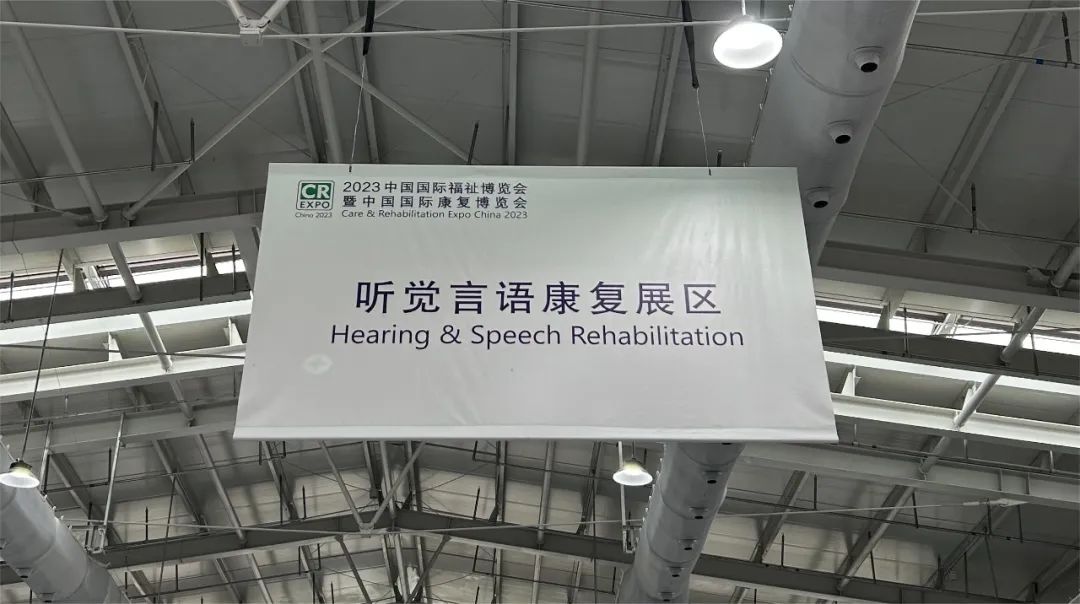 CR
EXPO
China 2023
2023中国国际福祉博览会
暨中国国际康复博览会
Care & Rehabilitation Expo China 2023
听觉言语康复展区
Hearing & Speech Rehabilitation